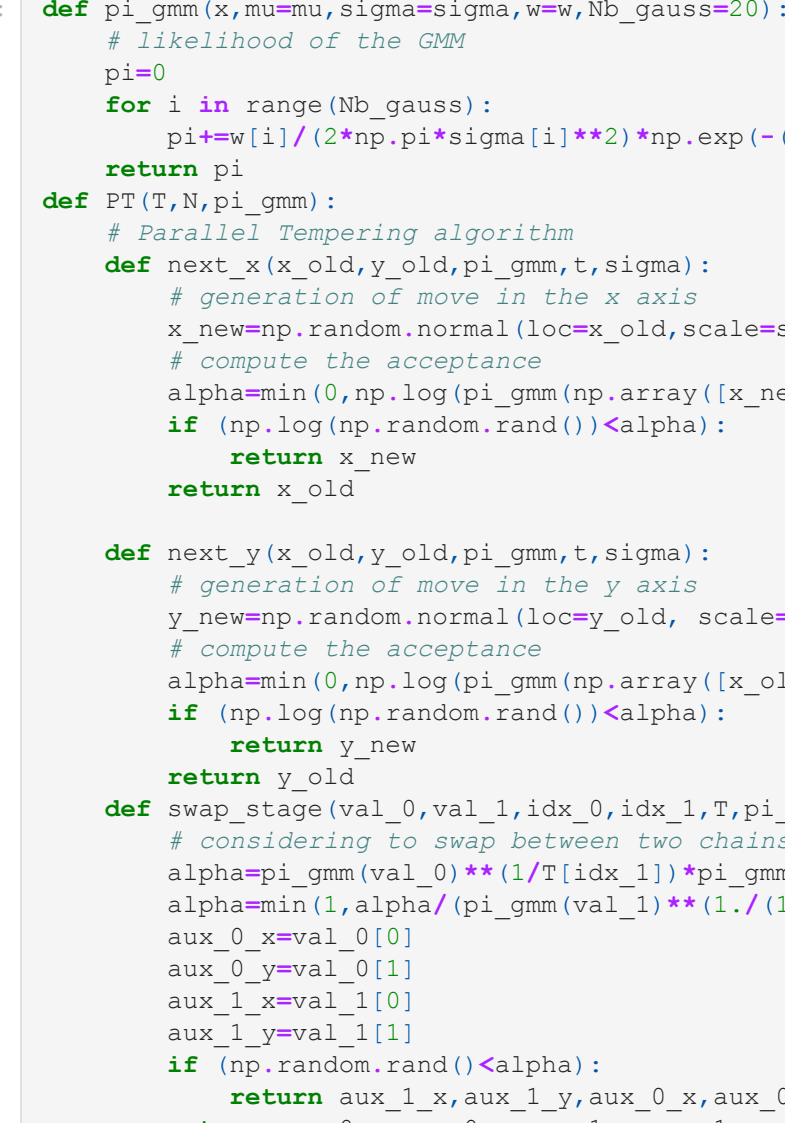 def pi_gmm(x,mu=mu,sigma=sigma,w=w,Nb_gauss=20):
    # likelihood of the GMM
    pi=0
    for i in range(Nb_gauss):
        pi+=w[i]/(2*np.pi*sigma[i]**2)*np.exp(-(
    return pi
def PT(T,N,pi_gmm):
    # Parallel Tempering algorithm
    def next_x(x_old,y_old,pi_gmm,t,sigma):
        # generation of move in the x axis
        x_new=np.random.normal(loc=x_old,scale=s
        # compute the acceptance
        alpha=min(0,np.log(pi_gmm(np.array([x_ne
        if (np.log(np.random.rand())<alpha):
            return x_new
        return x_old

    def next_y(x_old,y_old,pi_gmm,t,sigma):
        # generation of move in the y axis
        y_new=np.random.normal(loc=y_old, scale=
        # compute the acceptance
        alpha=min(0,np.log(pi_gmm(np.array([x_ol
        if (np.log(np.random.rand())<alpha):
            return y_new
        return y_old
    def swap_stage(val_0,val_1,idx_0,idx_1,T,pi_
        # considering to swap between two chains
        alpha=pi_gmm(val_0)**(1/T[idx_1])*pi_gmm
        alpha=min(1,alpha/(pi_gmm(val_1)**(1./(1
        aux_0_x=val_0[0]
        aux_0_y=val_0[1]
        aux_1_x=val_1[0]
        aux_1_y=val_1[1]
        if (np.random.rand()<alpha):
            return aux_1_x,aux_1_y,aux_0_x,aux_0